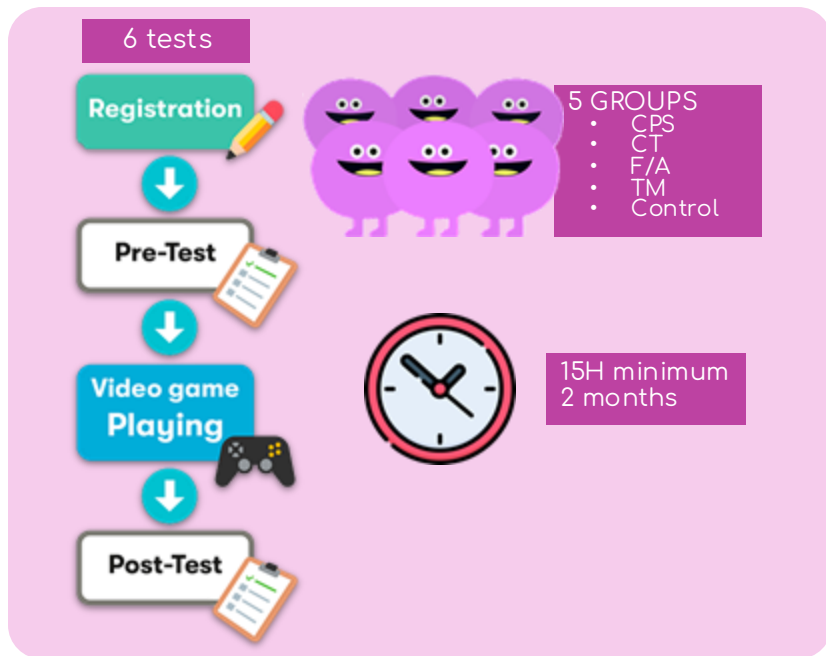 6 tests
Registration
Pre-Test
Video game
Playing
Post-Test
5 GROUPS
• CPS
• CT
• F/A
• TM
• Control
15H minimum
2 months